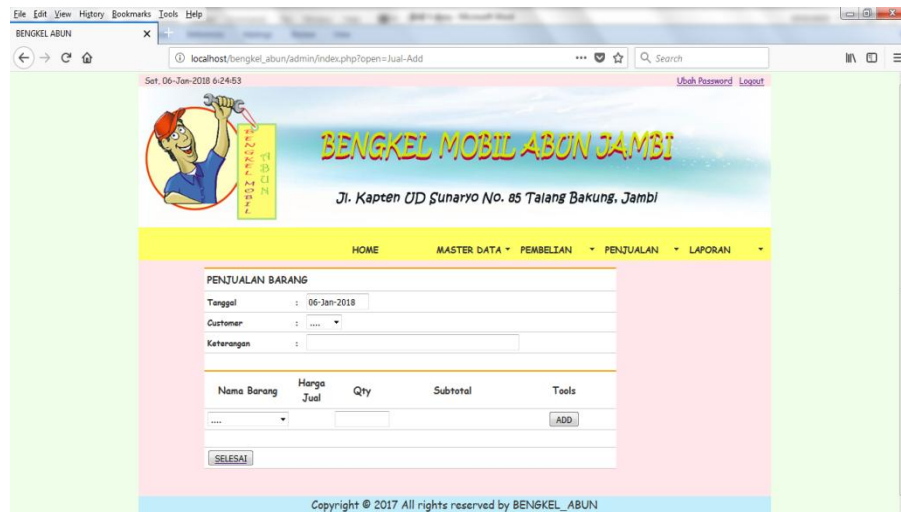 File Edit View History Bookmarks Tools Help
BENGKEL ABUN
localhost/bengkel_abun/admin/index.php?open=Jual-Add
Search
Sat, 06-Jan-2018 6:24:53 Ubah Password Logout
BENGKEL MOBIL
ABUN
BENGKEL MOBIL ABUN JAMBI
Jl. Kapten UD Sunaryo No. 85 Talang Bakung, Jambi
HOME MASTER DATA PEMBELIAN PENJUALAN LAPORAN
PENJUALAN BARANG
Tanggal : 06-Jan-2018
Customer : ....
Keterangan :
Nama Barang Harga Jual Qty Subtotal Tools
.... ADD
SELESAI
Copyright © 2017 All rights reserved by BENGKEL_ABUN